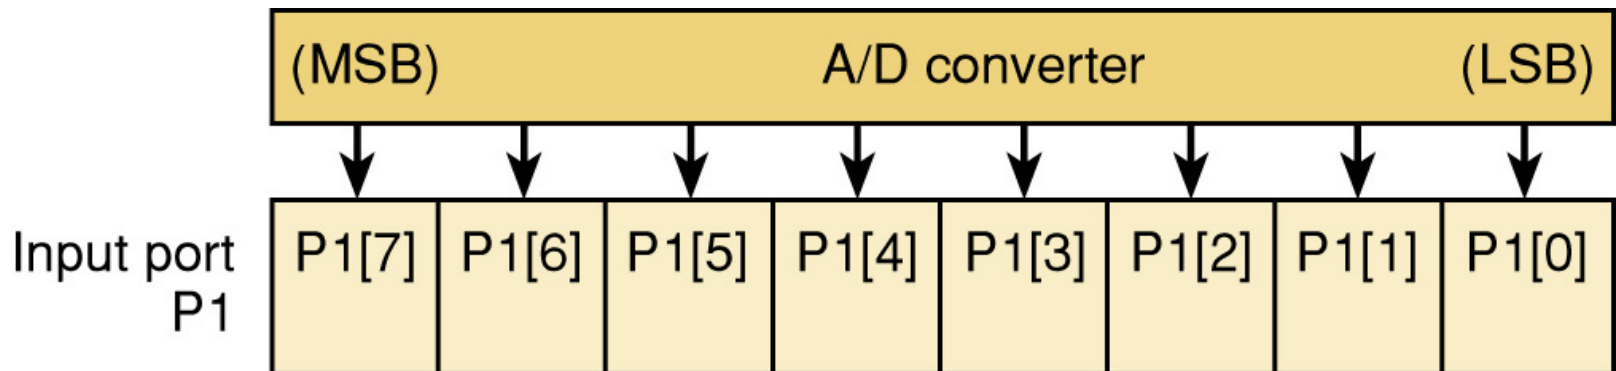 (MSB) A/D converter (LSB)
Input port P1[7] P1[6] P1[5] P1[4] P1[3] P1[2] P1[1] P1[0]
P1